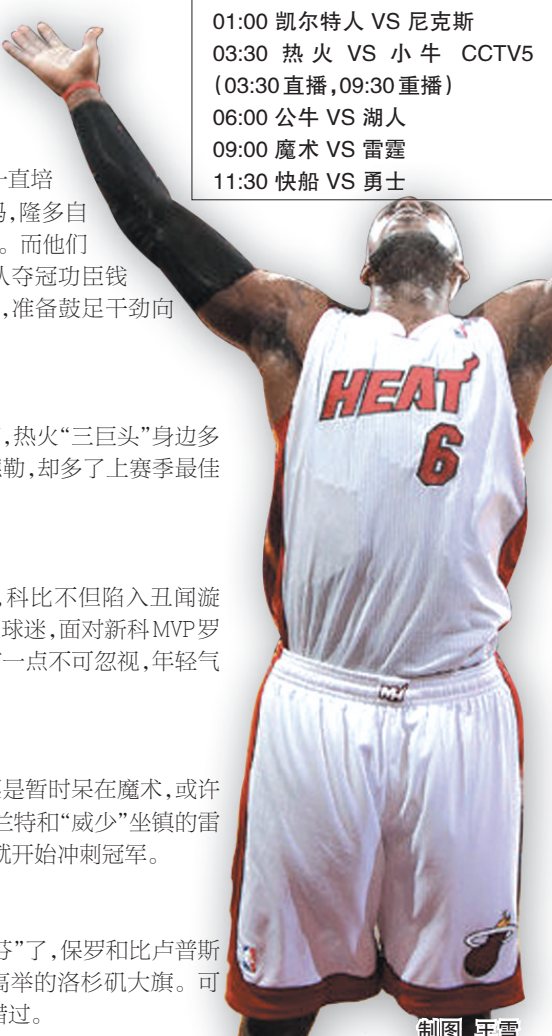 01:00 凯尔特人 VS 尼克斯
03:30 热火 VS 小牛 CCTV5
(03:30直播,09:30重播)
06:00 公牛 VS 湖人
09:00 魔术 VS 雷霆
11:30 快船 VS 勇士
一直培
马,隆多自
。而他们
人夺冠功臣钱
,准备鼓足干劲向
,热火“三巨头”身边多
勒,却多了上赛季最佳
,科比不但陷入丑闻漩
球迷,面对新科MVP罗
一点不可忽视,年轻气
是暂时呆在魔术,或许
兰特和“威少”坐镇的雷
就开始冲刺冠军。
芬”了,保罗和比卢普斯
高举的洛杉矶大旗。可
错过。
HEAT
6
制图 王雪